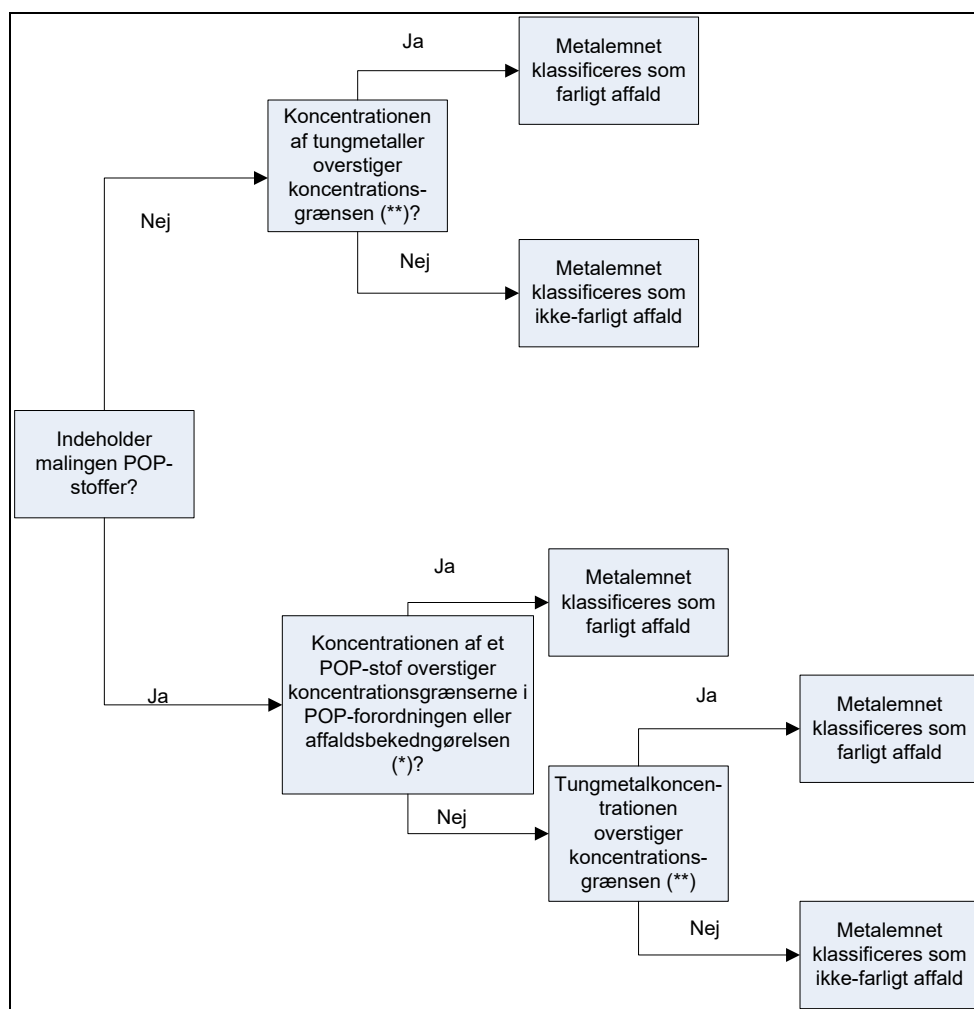 Ja
Metalemnet
klassificeres som
farligt affald
Koncentrationen
af tungmetaller
overstiger
koncentrations-
grænsen (**)?
Nej
Nej
Metalemnet
klassificeres som
ikke-farligt affald
Indeholder
malingen POP-
stoffer?
Ja
Metalemnet
klassificeres som
farligt affald
Koncentrationen af et
POP-stof overstiger
koncentrationsgrænserne i
POP-forordningen eller
affaldsbekedngørelsen
(*)?
Ja
Ja
Metalemnet
klassificeres som
farligt affald
Nej
Tungmetalkoncen-
trationen
overstiger
koncentrations-
grænsen (**)
Nej
Metalemnet
klassificeres som
ikke-farligt affald